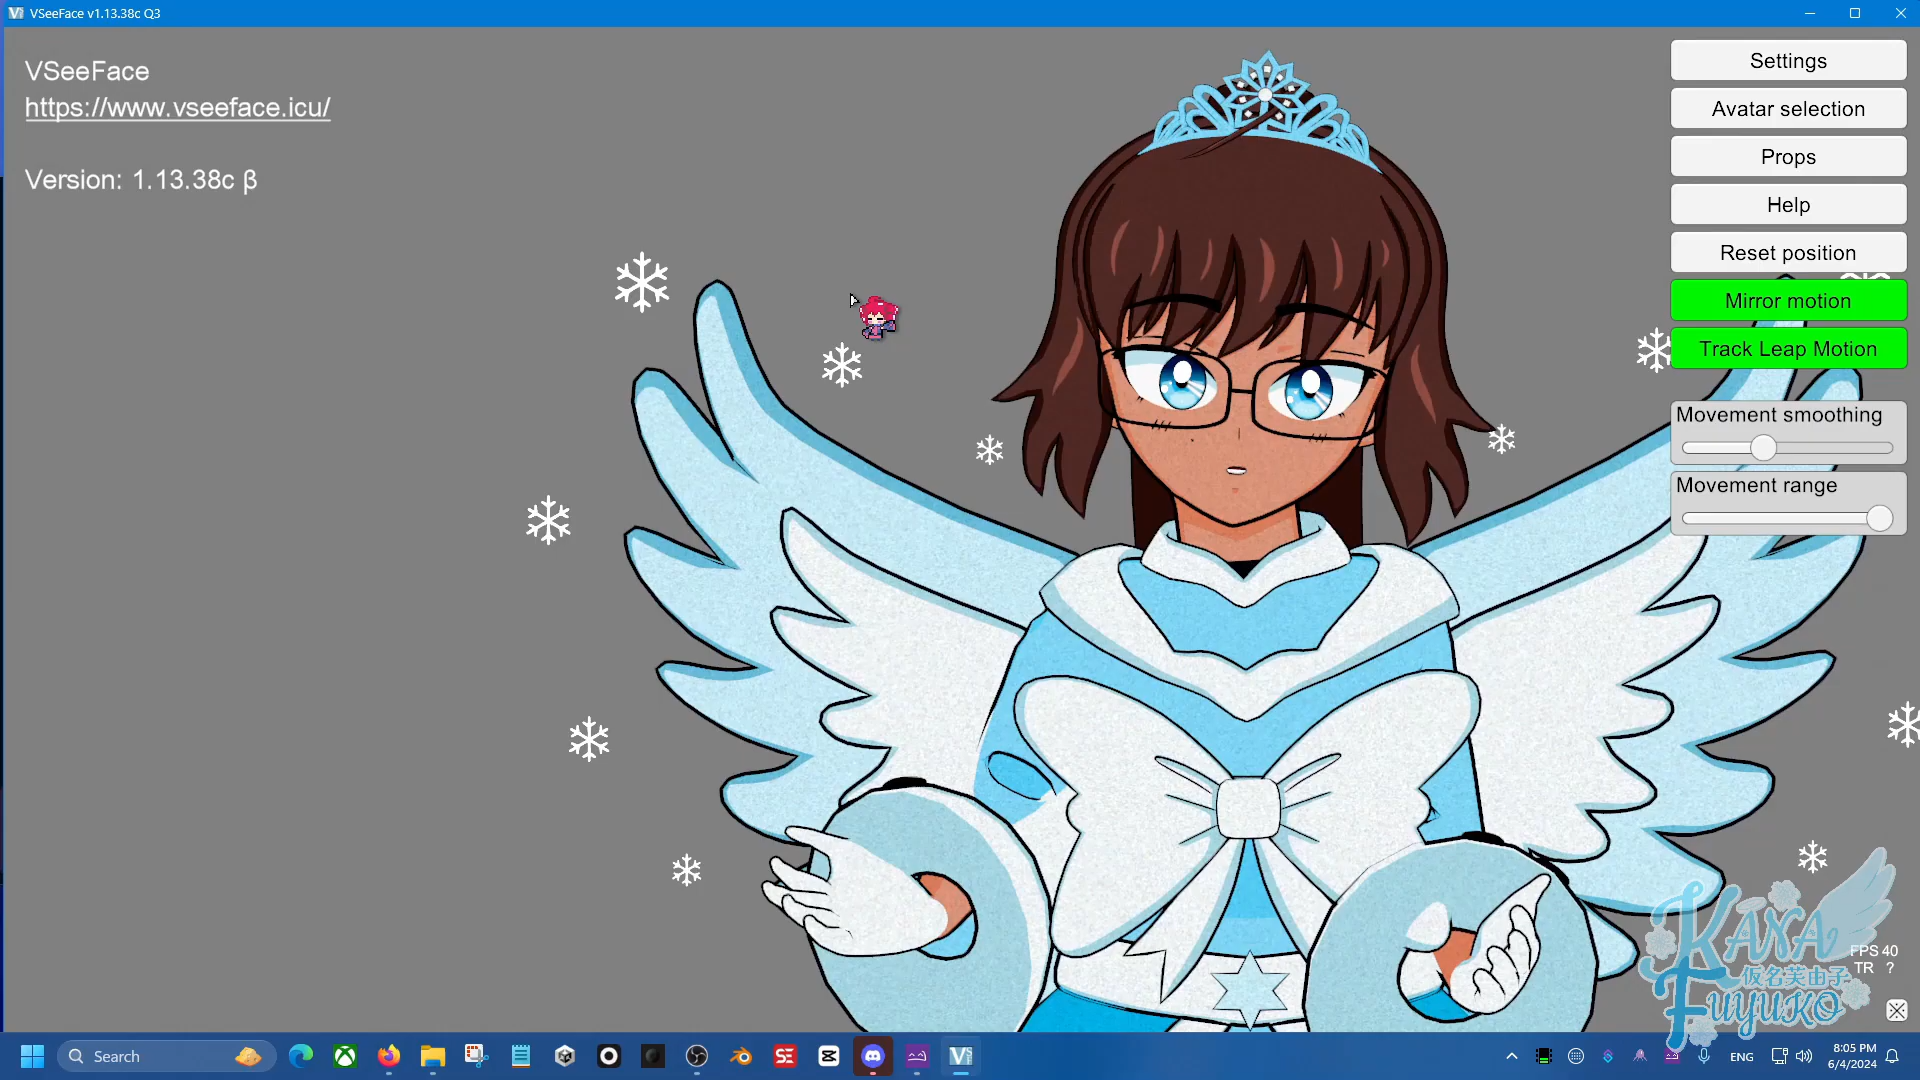 VSeeFace v1.13.38c Q3
VSeeFace
https://www.vseeface.icu/
Version: 1.13.38c β
Settings
Avatar selection
Props
Help
Reset position
Mirror motion
Track Leap Motion
Movement smoothing
Movement range
KANA
仮名芙由子
FUYUKO
FPS 40
TR ?
Search
SE
ENG
8:05 PM
6/4/2024